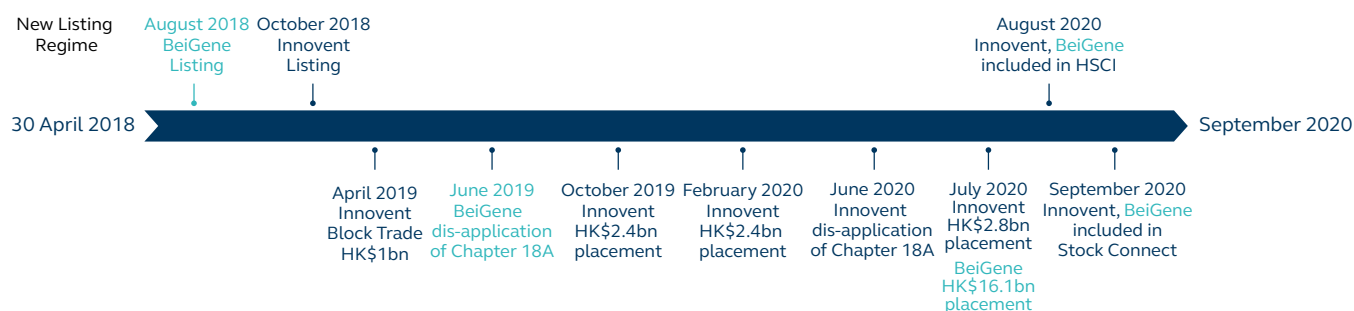 New Listing
Regime
August 2018
BeiGene
Listing
October 2018
Innovent
Listing
August 2020
Innovent, BeiGene
included in HSCI
30 April 2018
September 2020
April 2019
Innovent
Block Trade
HK$1bn
June 2019
BeiGene
dis-application
of Chapter 18A
October 2019
Innovent
HK$2.4bn
placement
February 2020
Innovent
HK$2.4bn
placement
June 2020
Innovent
dis-application
of Chapter 18A
July 2020
Innovent
HK$2.8bn
placement
BeiGene
HK$16.1bn
placement
September 2020
Innovent, BeiGene
included in
Stock Connect